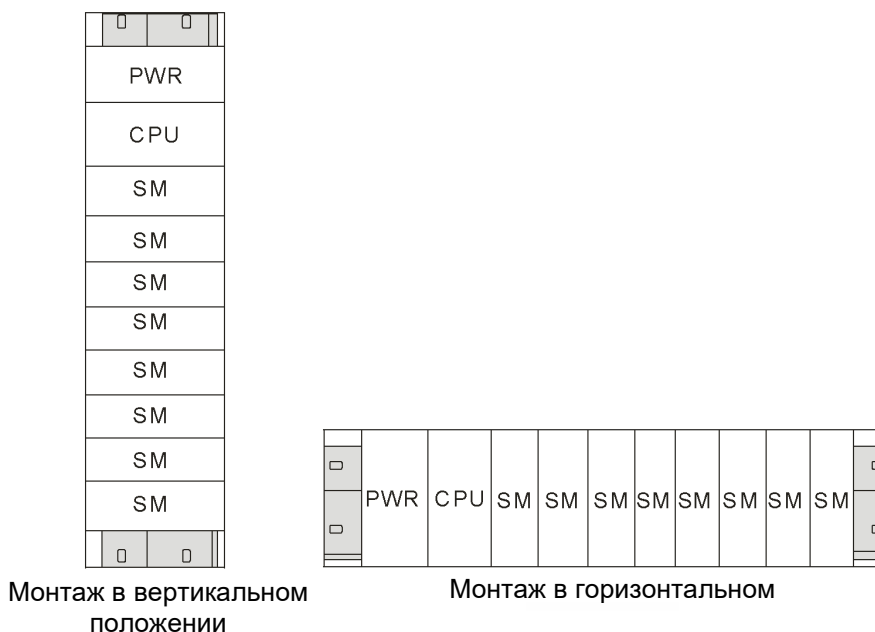 PWR
CPU
SM
SM
SM
SM
SM
SM
SM
SM
Монтаж в вертикальном
положении
PWR CPU SM SM SM SM SM SM SM SM
Монтаж в горизонтальном